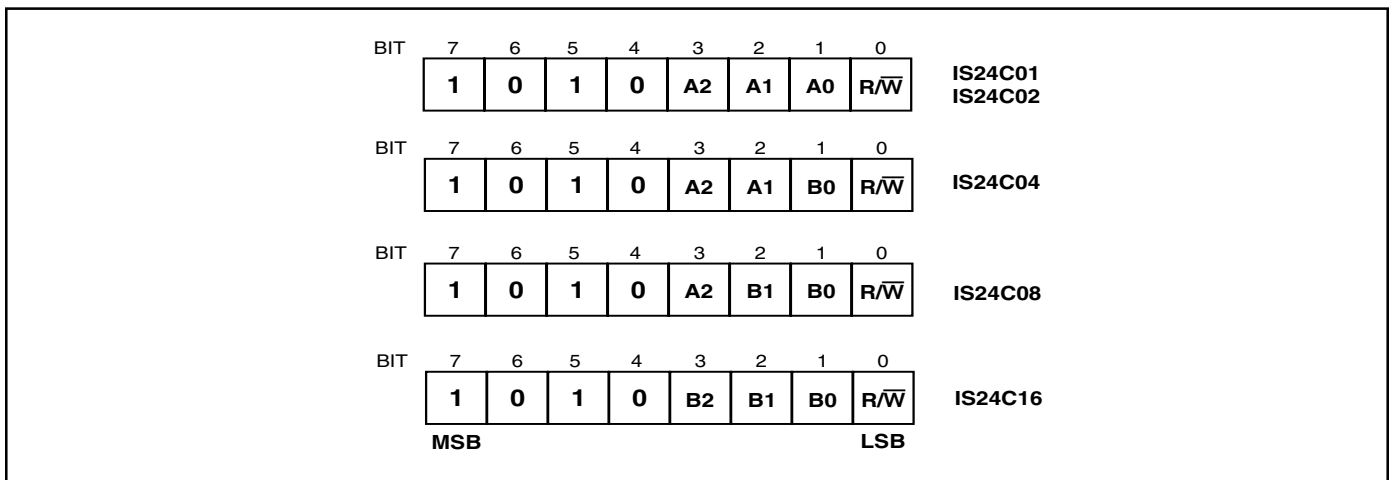 BIT 7 6 5 4 3 2 1 0
1 0 1 0 A2 A1 A0 R/W̅ IS24C01
IS24C02
BIT 7 6 5 4 3 2 1 0
1 0 1 0 A2 A1 B0 R/W̅ IS24C04
BIT 7 6 5 4 3 2 1 0
1 0 1 0 A2 B1 B0 R/W̅ IS24C08
BIT 7 6 5 4 3 2 1 0
1 0 1 0 B2 B1 B0 R/W̅ IS24C16
MSB LSB